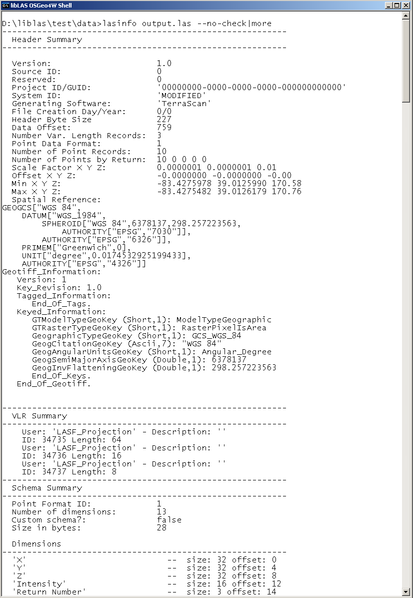 libLAS OSGeo4W Shell
D:\liblas\test\data>lasinfo output.las --no-check|more
Header Summary
Version: 1.0
Source ID: 0
Reserved: 0
Project ID/GUID: '00000000-0000-0000-0000-000000000000'
System ID: 'MODIFIED'
Generating Software: 'TerraScan'
File Creation Day/Year: 0/0
Header Byte Size 227
Data Offset: 759
Number Var. Length Records: 3
Point Data Format: 1
Number of Point Records: 10
Number of Points by Return: 10 0 0 0 0
Scale Factor X Y Z: 0.0000001 0.0000001 0.01
Offset X Y Z: -0.0000000 -0.0000000 -0.00
Min X Y Z: -83.4275978 39.0125990 170.58
Max X Y Z: -83.4275482 39.0126179 170.76
Spatial Reference:
GEOGCS["WGS 84",
DATUM["WGS_1984",
SPHEROID["WGS 84",6378137,298.257223563,
AUTHORITY["EPSG","7030"]],
AUTHORITY["EPSG","6326"]],
PRIMEM["Greenwich",0],
UNIT["degree",0.0174532925199433],
AUTHORITY["EPSG","4326"]]
Geotiff_Information:
Version: 1
Key_Revision: 1.0
Tagged_Information:
End_Of_Tags.
Keyed_Information:
GTModelTypeGeoKey (Short,1): ModelTypeGeographic
GTRasterTypeGeoKey (Short,1): RasterPixelIsArea
GeographicTypeGeoKey (Short,1): GCS_WGS_84
GeogCitationGeoKey (Ascii,7): "WGS 84"
GeogAngularUnitsGeoKey (Short,1): Angular_Degree
GeogSemiMajorAxisGeoKey (Double,1): 6378137
GeogInvFlatteningGeoKey (Double,1): 298.257223563
End_Of_Keys.
End_Of_Geotiff.
VLR Summary
User: 'LASF_Projection' - Description: ''
ID: 34735 Length: 64
User: 'LASF_Projection' - Description: ''
ID: 34736 Length: 16
User: 'LASF_Projection' - Description: ''
ID: 34737 Length: 8
Schema Summary
Point Format ID: 1
Number of dimensions: 13
Custom schema?: false
Size in bytes: 28
Dimensions
'X' -- size: 32 offset: 0
'Y' -- size: 32 offset: 4
'Z' -- size: 32 offset: 8
'Intensity' -- size: 16 offset: 12
'Return Number' -- size: 3 offset: 14